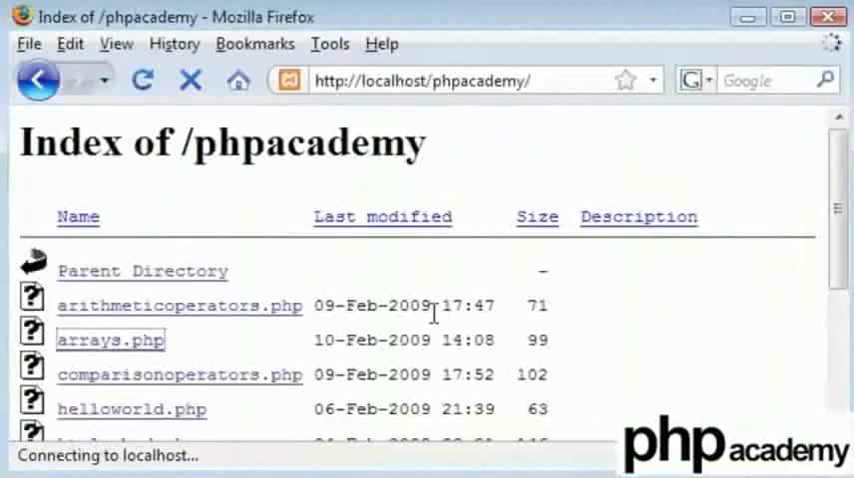 Index of /phpacademy - Mozilla Firefox
File Edit View History Bookmarks Tools Help
http://localhost/phpacademy/ G Google
Index of /phpacademy
Name Last modified Size Description
Parent Directory -
? arithmeticoperators.php 09-Feb-2009 17:47 71
? arrays.php 10-Feb-2009 14:08 99
? comparisonoperators.php 09-Feb-2009 17:52 102
? helloworld.php 06-Feb-2009 21:39 63
Connecting to localhost...
php academy